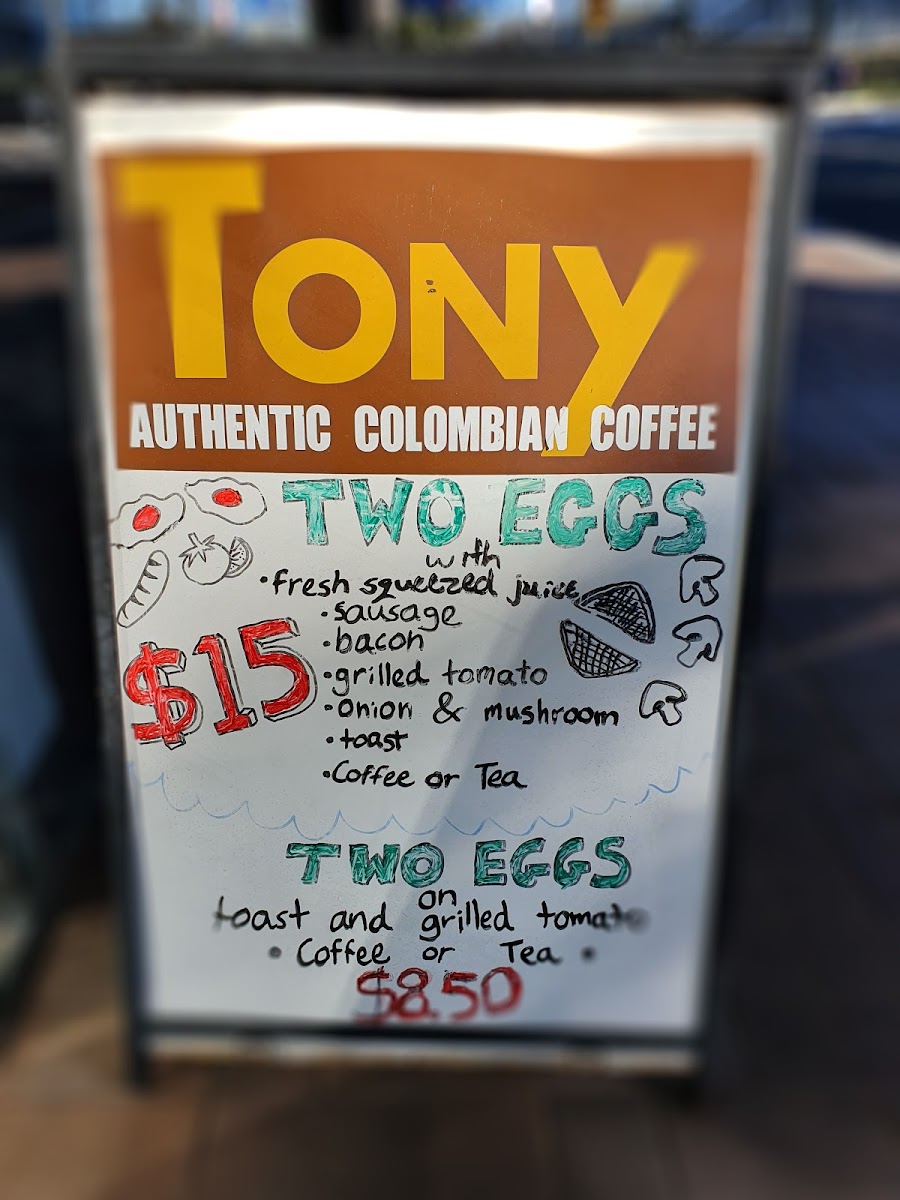 TONY
AUTHENTIC COLOMBIAN COFFEE
TWO EGGS
with
•fresh squeezed juice
•sausage
•bacon
$15
•grilled tomato
•onion & mushroom
•toast
•Coffee or Tea
TWO EGGS
on
toast and grilled tomato
• Coffee or Tea •
$8.50